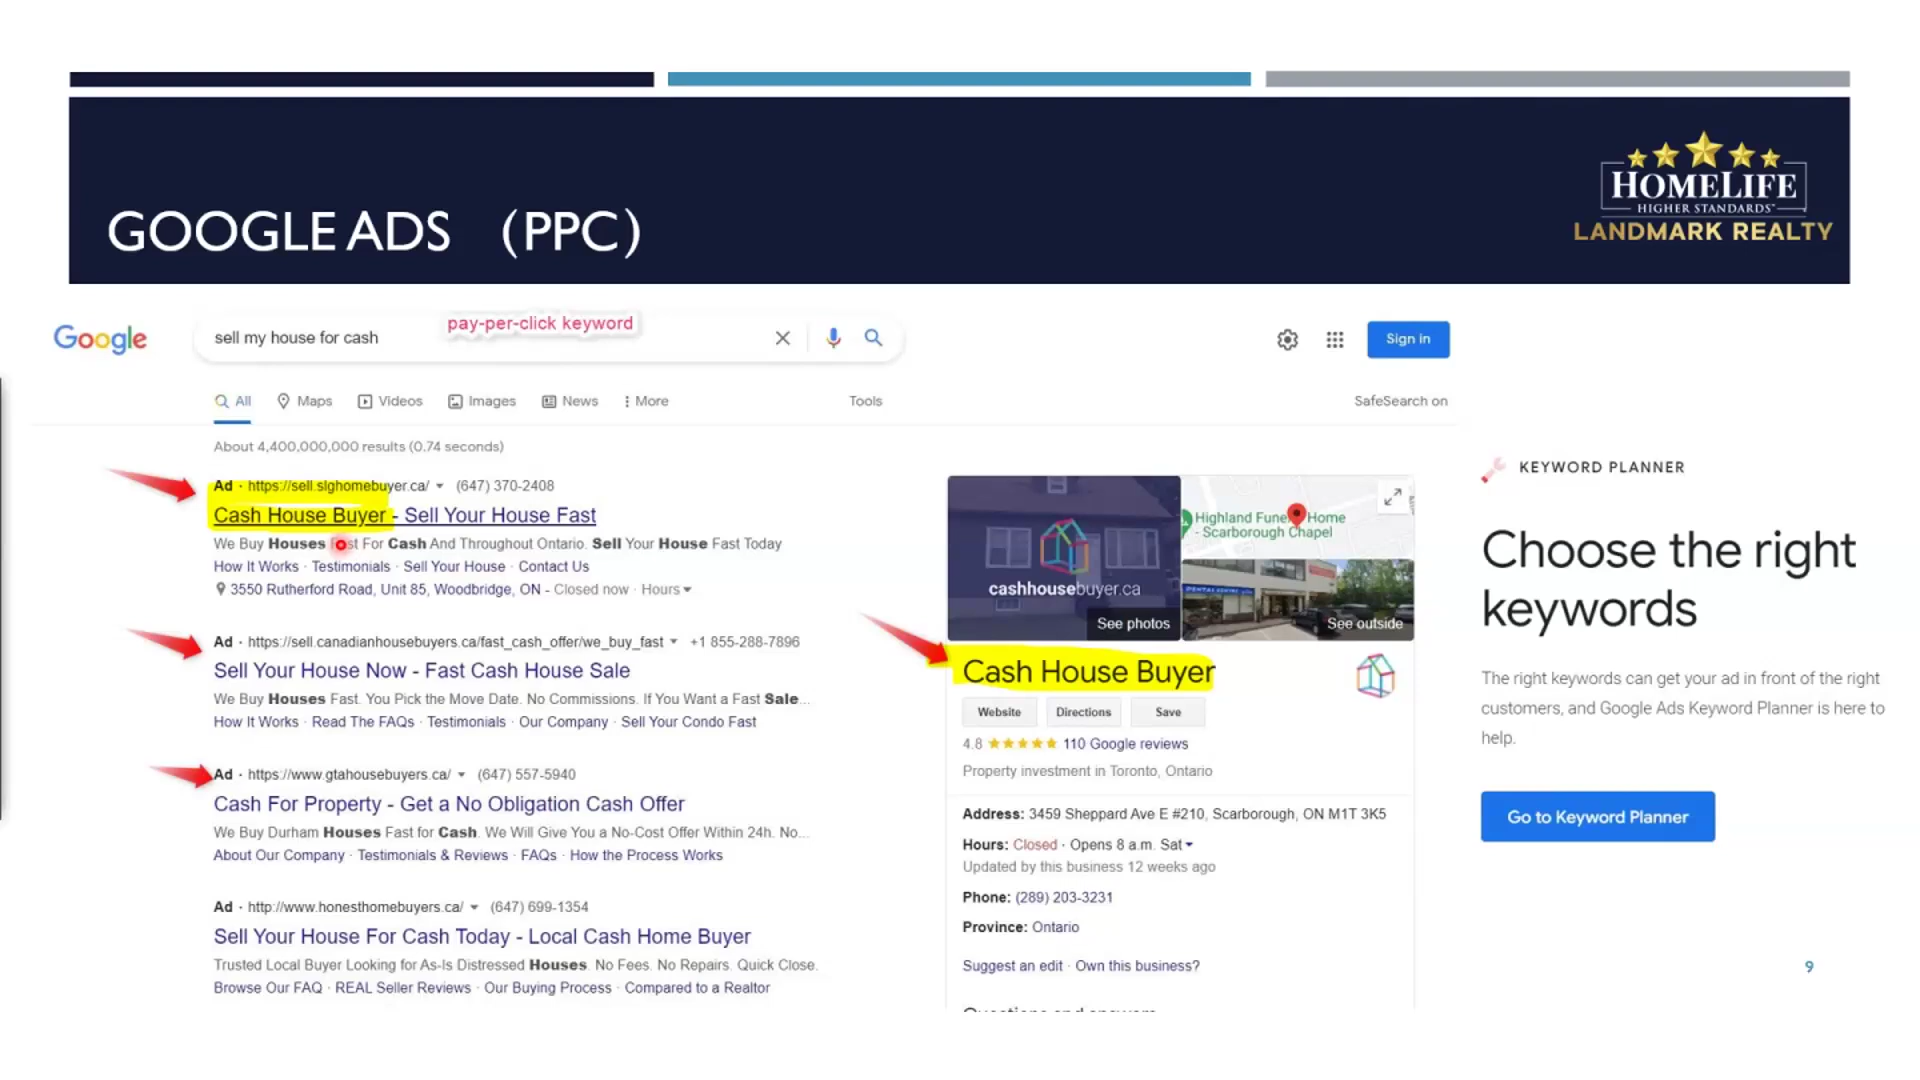 HOMELIFE
HIGHER STANDARDS™
LANDMARK REALTY
GOOGLE ADS (PPC)
Google
sell my house for cash
pay-per-click keyword
Sign in
All
Maps
Videos
Images
News
More
Tools
SafeSearch on
About 4,400,000,000 results (0.74 seconds)
Ad · https://sell.slghomebuyer.ca/ (647) 370-2408
Cash House Buyer - Sell Your House Fast
We Buy Houses Fast For Cash And Throughout Ontario. Sell Your House Fast Today
How It Works · Testimonials · Sell Your House · Contact Us
3550 Rutherford Road, Unit 85, Woodbridge, ON - Closed now · Hours
Ad · https://sell.canadianhousebuyers.ca/fast_cash_offer/we_buy_fast +1 855-288-7896
Sell Your House Now - Fast Cash House Sale
We Buy Houses Fast. You Pick the Move Date. No Commissions. If You Want a Fast Sale...
How It Works · Read The FAQs · Testimonials · Our Company · Sell Your Condo Fast
Ad · https://www.gtahousebuyers.ca/ (647) 557-5940
Cash For Property - Get a No Obligation Cash Offer
We Buy Durham Houses Fast for Cash. We Will Give You a No-Cost Offer Within 24h. No...
About Our Company · Testimonials & Reviews · FAQs · How the Process Works
Ad · http://www.honesthomebuyers.ca/ (647) 699-1354
Sell Your House For Cash Today - Local Cash Home Buyer
Trusted Local Buyer Looking for As-Is Distressed Houses. No Fees. No Repairs. Quick Close.
Browse Our FAQ · REAL Seller Reviews · Our Buying Process · Compared to a Realtor
cashhousebuyer.ca
See photos
Highland Funeral Home
- Scarborough Chapel
DENTAL CENTRE
See outside
Cash House Buyer
Website
Directions
Save
4.8 110 Google reviews
Property investment in Toronto, Ontario
Address: 3459 Sheppard Ave E #210, Scarborough, ON M1T 3K5
Hours: Closed · Opens 8 a.m. Sat
Updated by this business 12 weeks ago
Phone: (289) 203-3231
Province: Ontario
Suggest an edit · Own this business?
Questions and answers
KEYWORD PLANNER
Choose the right
keywords
The right keywords can get your ad in front of the right
customers, and Google Ads Keyword Planner is here to
help.
Go to Keyword Planner
9